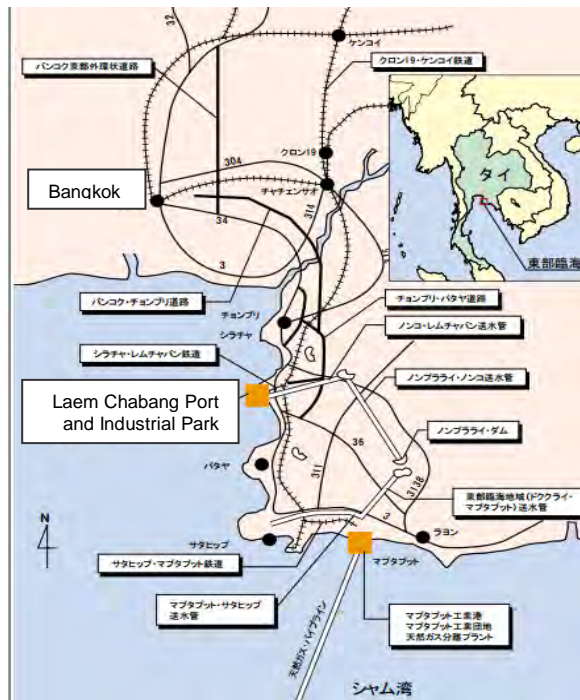 32
ケンコイ
バンコク東部外環状道路
クロン19・ケンコイ鉄道
タイ
東部臨海
クロン19
304
チャチェンサオ
Bangkok
314
34
3
315
バンコク・チョンブリ道路
チョンブリ
シラチャ
チョンブリ・パタヤ道路
ノンコ・レムチャバン送水管
シラチャ・レムチャバン鉄道
ノンプラライ・ノンコ送水管
Laem Chabang Port
and Industrial Park
ノンプラライ・ダム
36
パタヤ
311
3138
東部臨海地域(ドククライ・
マプタプット)送水管
N
3
ラヨン
サタヒップ
サタヒップ・マプタプット鉄道
マプタプット
マプタプット・サタヒップ
送水管
マプタプット工業港
マプタプット工業団地
天然ガス分離プラント
天然ガス・パイプライン
シャム湾